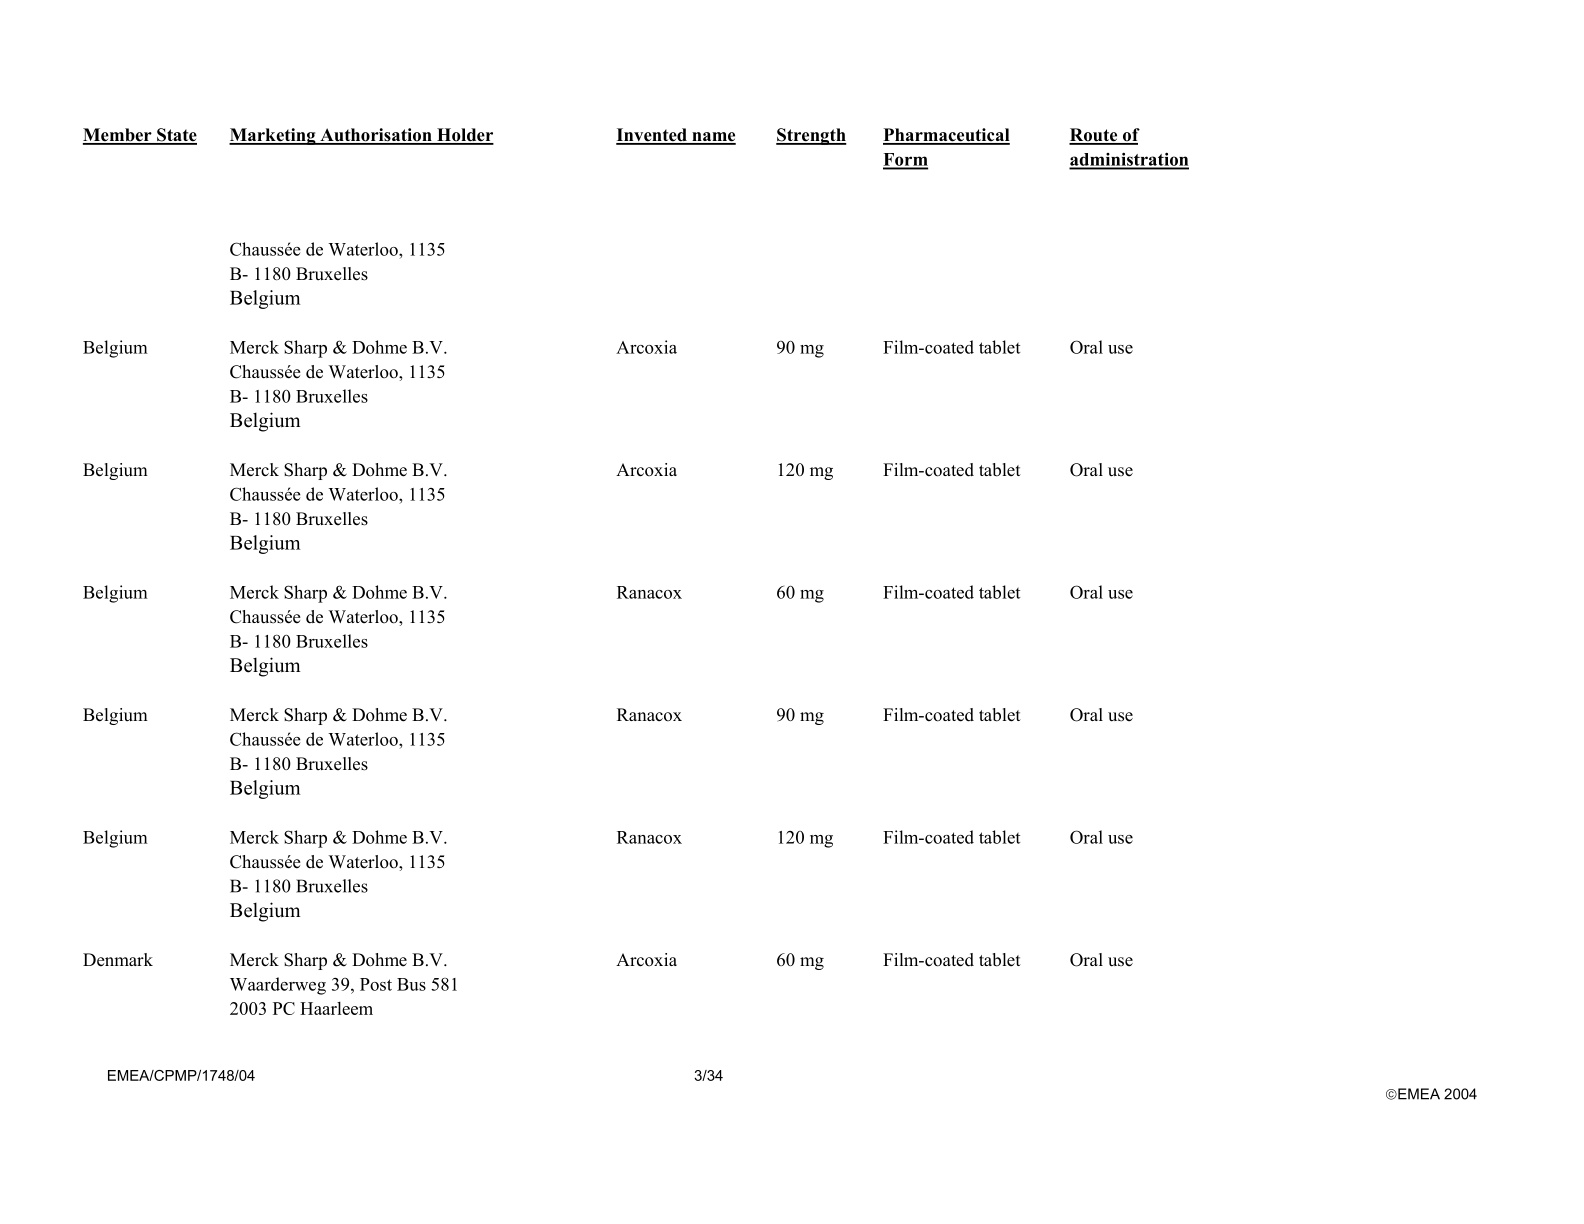 Member State Marketing Authorisation Holder Invented name Strength Pharmaceutical Form Route of administration
Chaussée de Waterloo, 1135
B- 1180 Bruxelles
Belgium
Belgium Merck Sharp & Dohme B.V. Arcoxia 90 mg Film-coated tablet Oral use
Chaussée de Waterloo, 1135
B- 1180 Bruxelles
Belgium
Belgium Merck Sharp & Dohme B.V. Arcoxia 120 mg Film-coated tablet Oral use
Chaussée de Waterloo, 1135
B- 1180 Bruxelles
Belgium
Belgium Merck Sharp & Dohme B.V. Ranacox 60 mg Film-coated tablet Oral use
Chaussée de Waterloo, 1135
B- 1180 Bruxelles
Belgium
Belgium Merck Sharp & Dohme B.V. Ranacox 90 mg Film-coated tablet Oral use
Chaussée de Waterloo, 1135
B- 1180 Bruxelles
Belgium
Belgium Merck Sharp & Dohme B.V. Ranacox 120 mg Film-coated tablet Oral use
Chaussée de Waterloo, 1135
B- 1180 Bruxelles
Belgium
Denmark Merck Sharp & Dohme B.V. Arcoxia 60 mg Film-coated tablet Oral use
Waarderweg 39, Post Bus 581
2003 PC Haarleem
EMEA/CPMP/1748/04 3/34
©EMEA 2004